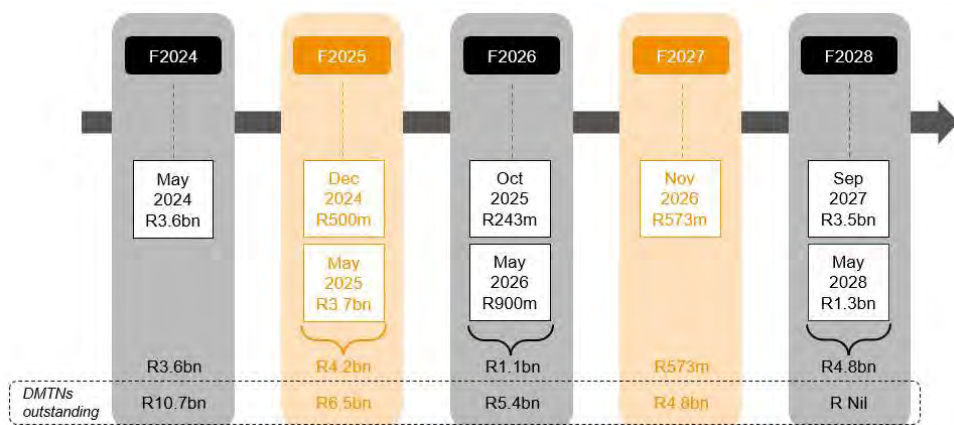 F2024
F2025
F2026
F2027
F2028
May
2024
R3.6bn
Dec
2024
R500m
Oct
2025
R243m
Nov
2026
R573m
Sep
2027
R3.5bn
May
2025
R3.7bn
May
2026
R900m
May
2028
R1.3bn
R3.6bn
R4.2bn
R1.1bn
R573m
R4.8bn
DMTNs
outstanding
R10.7bn
R6.5bn
R5.4bn
R4.8bn
R Nil